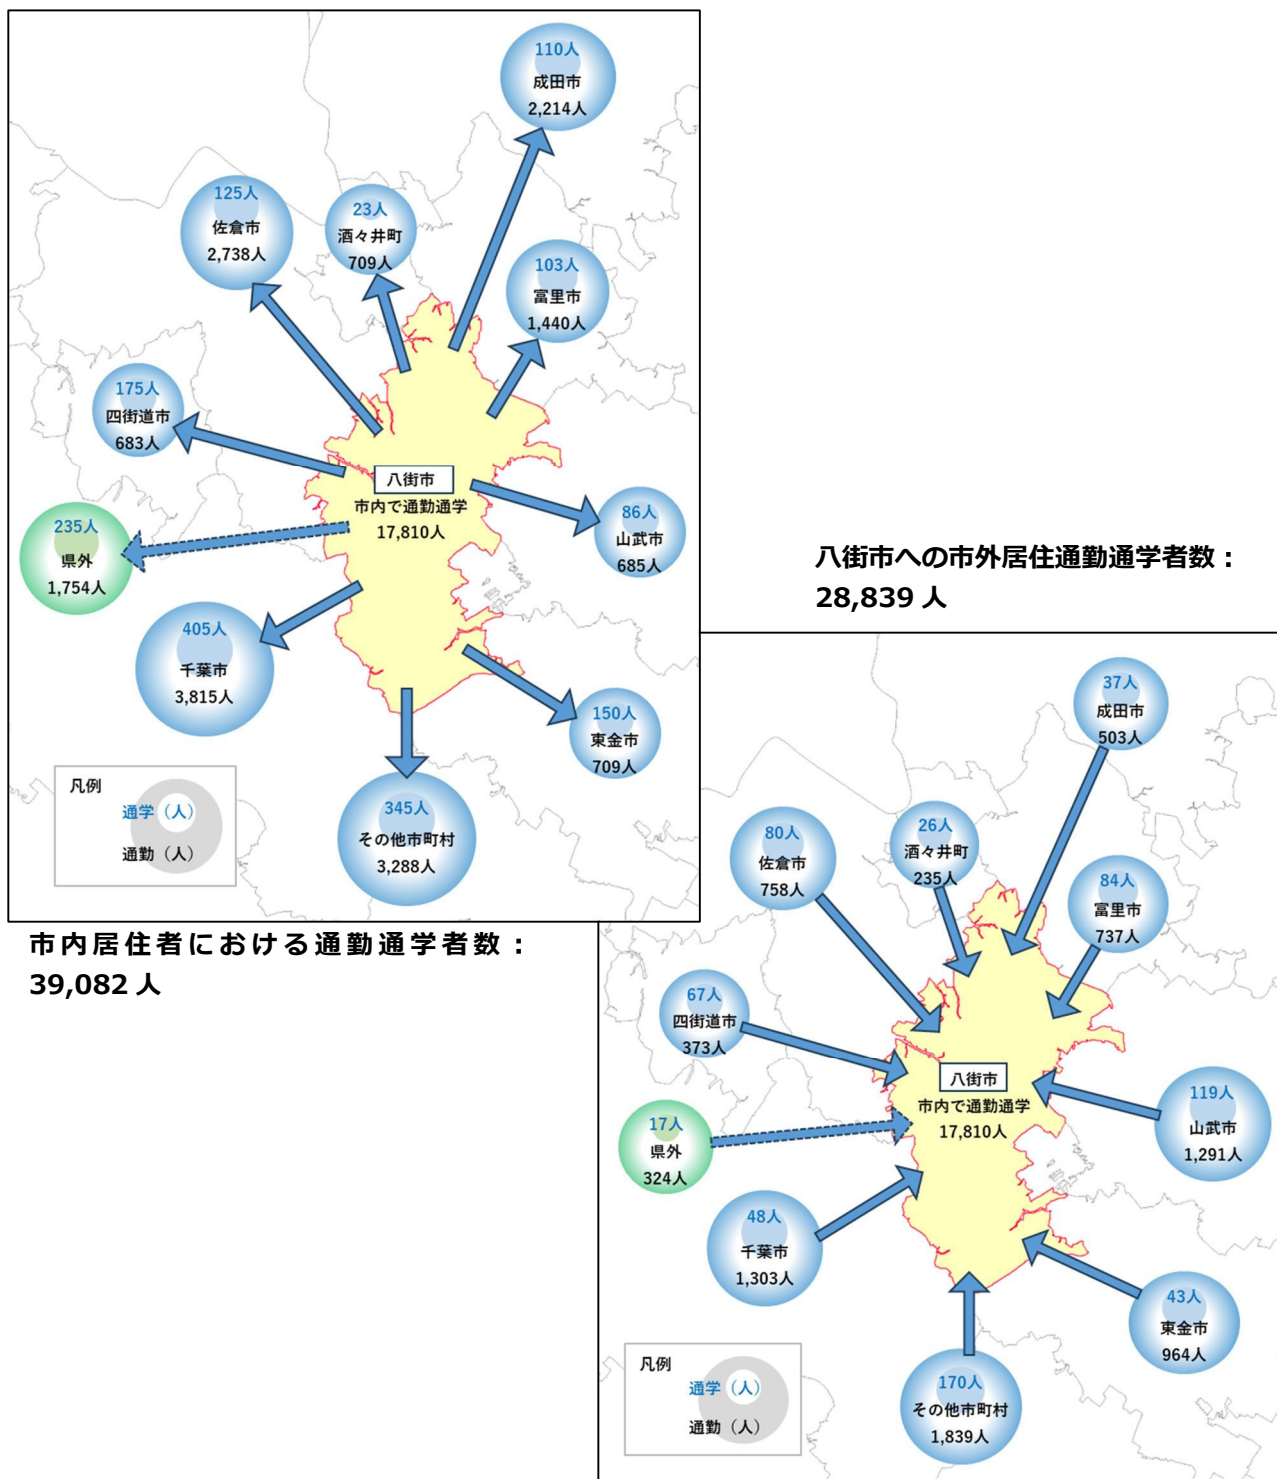 110人
成田市
2,214人
125人
佐倉市
2,738人
23人
酒々井町
709人
103人
富里市
1,440人
175人
四街道市
683人
八街市
市内で通勤通学
17,810人
86人
山武市
685人
235人
県外
1,754人
405人
千葉市
3,815人
150人
東金市
709人
345人
その他市町村
3,288人
凡例
通学（人）
通勤（人）
市内居住者における通勤通学者数：
39,082 人
八街市への市外居住通勤通学者数：
28,839 人
37人
成田市
503人
80人
佐倉市
758人
26人
酒々井町
235人
84人
富里市
737人
67人
四街道市
373人
八街市
市内で通勤通学
17,810人
119人
山武市
1,291人
17人
県外
324人
48人
千葉市
1,303人
43人
東金市
964人
170人
その他市町村
1,839人
凡例
通学（人）
通勤（人）